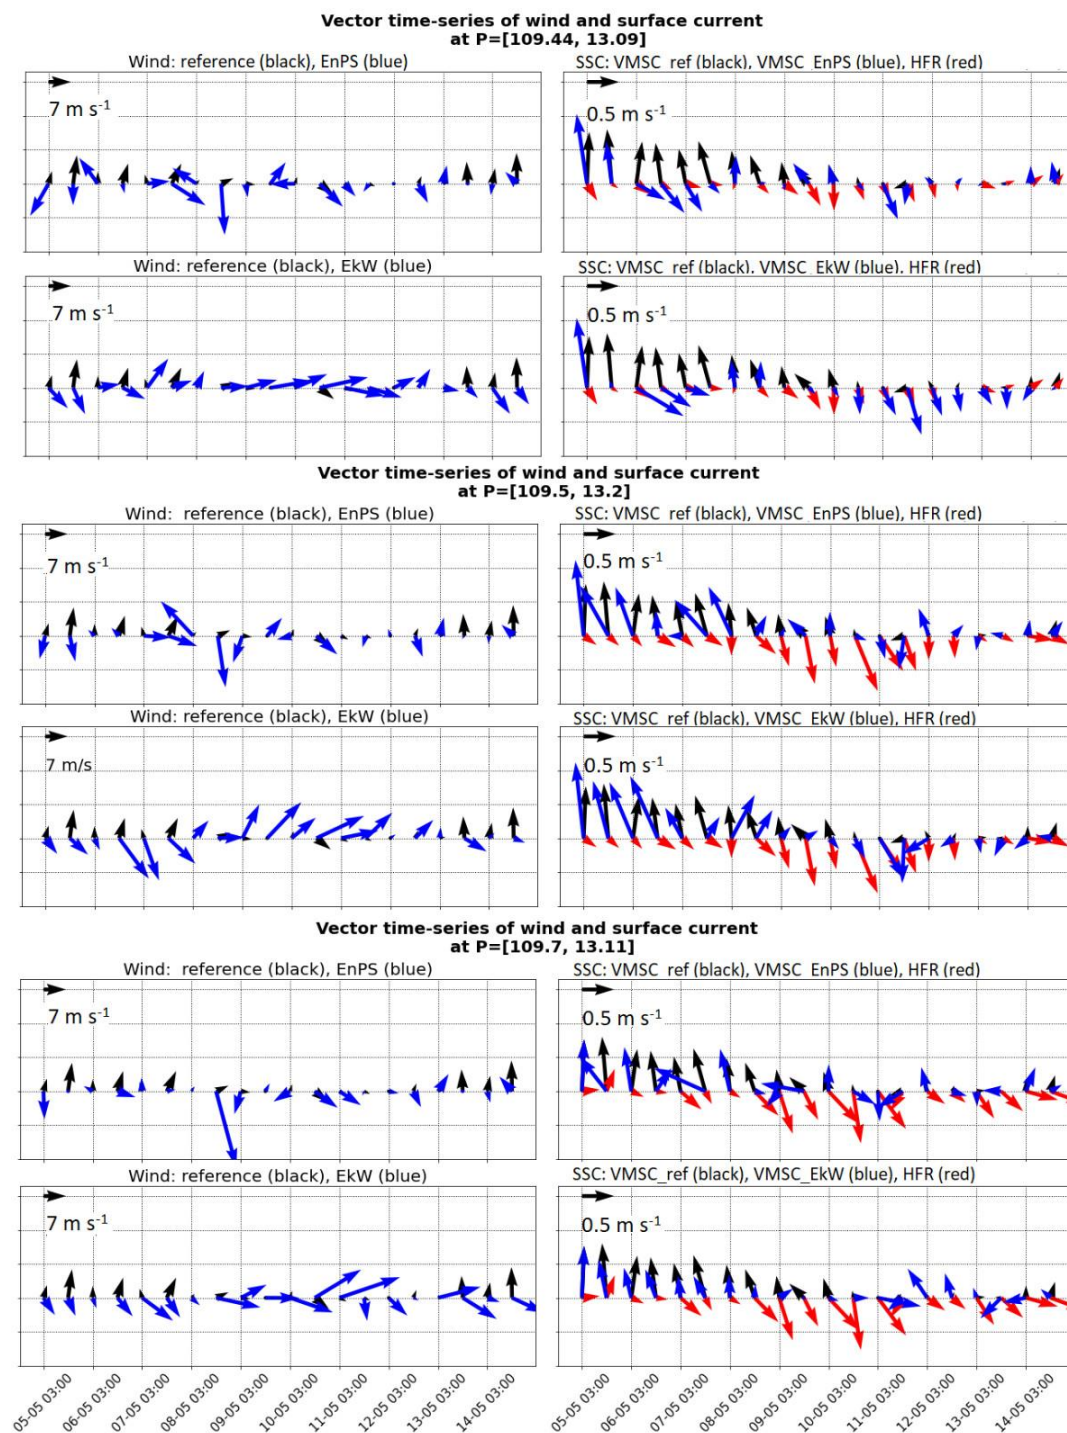 Vector time-series of wind and surface current
at P=[109.44, 13.09]
Wind: reference (black), EnPS (blue)
SSC: VMSC_ref (black), VMSC_EnPS (blue), HFR (red)
7 m s-1
0.5 m s-1
Wind: reference (black), EkW (blue)
SSC: VMSC_ref (black). VMSC_EkW (blue). HFR (red)
7 m s-1
0.5 m s-1
Vector time-series of wind and surface current
at P=[109.5, 13.2]
Wind: reference (black), EnPS (blue)
SSC: VMSC_ref (black), VMSC_EnPS (blue), HFR (red)
7 m s-1
0.5 m s-1
Wind: reference (black), EkW (blue)
SSC: VMSC_ref (black), VMSC_EkW (blue), HFR (red)
7 m/s
0.5 m s-1
Vector time-series of wind and surface current
at P=[109.7, 13.11]
Wind: reference (black), EnPS (blue)
SSC: VMSC_ref (black), VMSC_EnPS (blue), HFR (red)
7 m s-1
0.5 m s-1
Wind: reference (black), EkW (blue)
SSC: VMSC_ref (black), VMSC_EkW (blue), HFR (red)
7 m s-1
0.5 m s-1
05-05 03:00 06-05 03:00 07-05 03:00 08-05 03:00 09-05 03:00 10-05 03:00 11-05 03:00 12-05 03:00 13-05 03:00 14-05 03:00
05-05 03:00 06-05 03:00 07-05 03:00 08-05 03:00 09-05 03:00 10-05 03:00 11-05 03:00 12-05 03:00 13-05 03:00 14-05 03:00